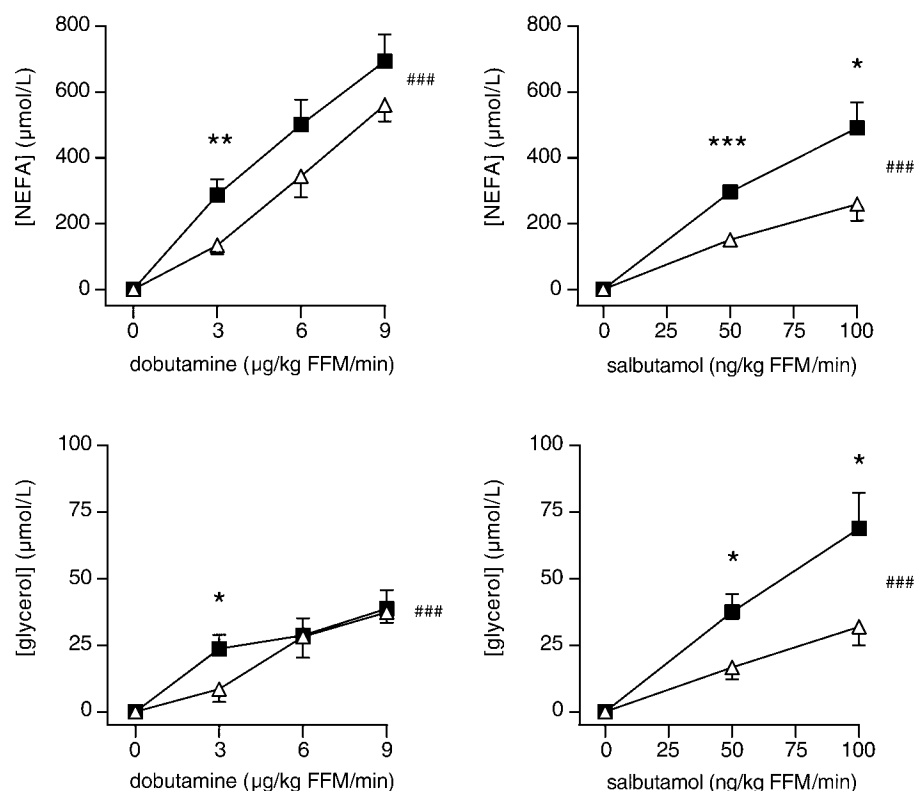 800
600
400
200
0
[NEFA] (µmol/L)
**
###
0 3 6 9
dobutamine (µg/kg FFM/min)
800
600
400
200
0
[NEFA] (µmol/L)
***
*
###
0 25 50 75 100
salbutamol (ng/kg FFM/min)
100
75
50
25
0
[glycerol] (µmol/L)
*
###
0 3 6 9
dobutamine (µg/kg FFM/min)
100
75
50
25
0
[glycerol] (µmol/L)
*
*
###
0 25 50 75 100
salbutamol (ng/kg FFM/min)